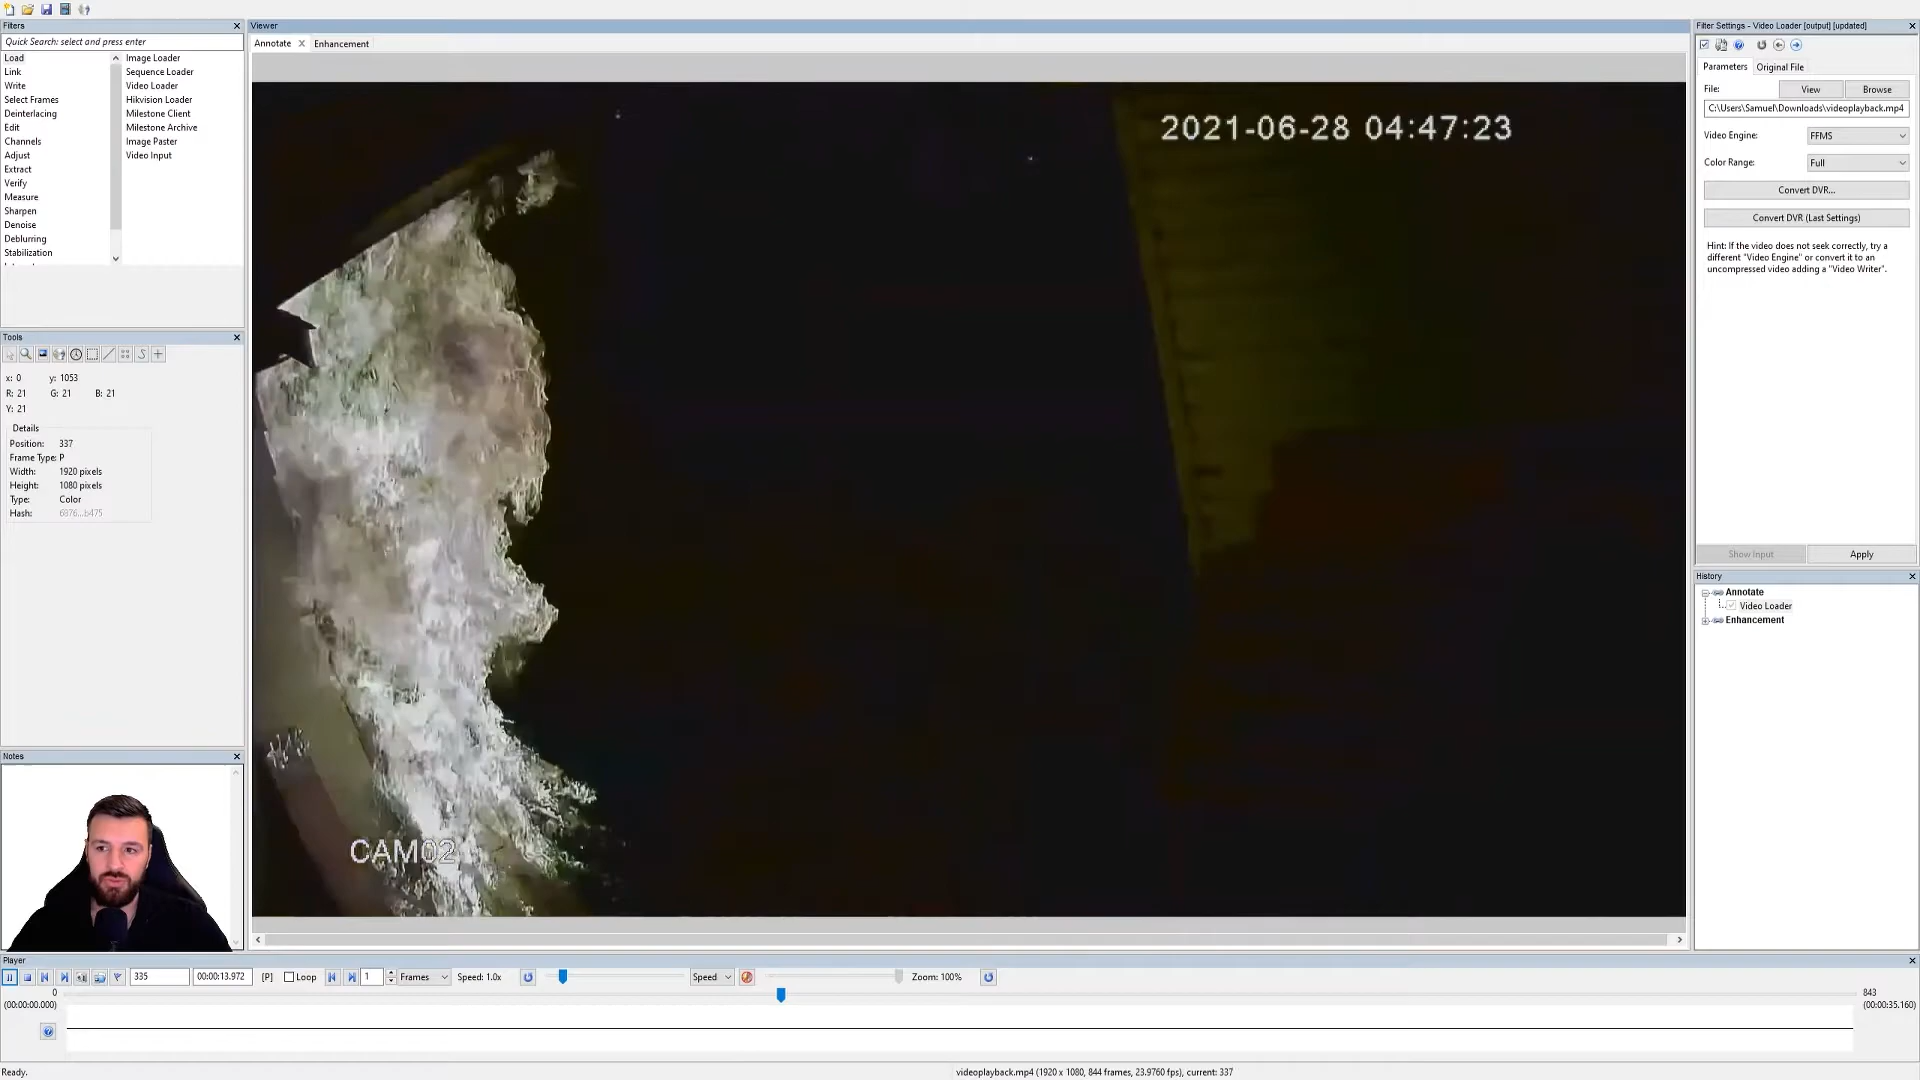 Filters
Quick Search: select and press enter
Load
Link
Write
Select Frames
Deinterlacing
Edit
Channels
Adjust
Extract
Verify
Measure
Sharpen
Denoise
Deblurring
Stabilization
Image Loader
Sequence Loader
Video Loader
Hikvision Loader
Milestone Client
Milestone Archive
Image Paster
Video Input
Tools
x: 0 y: 1053
R: 21 G: 21 B: 21
Y: 21
Details
Position: 337
Frame Type: P
Width: 1920 pixels
Height: 1080 pixels
Type: Color
Hash: 6876...b475
Notes
Viewer
Annotate Enhancement
2021-06-28 04:47:23
CAM02
Filter Settings - Video Loader [output] [updated]
Parameters Original File
File: View Browse
C:\Users\Samuel\Downloads\videoplayback.mp4
Video Engine: FFMS
Color Range: Full
Convert DVR...
Convert DVR (Last Settings)
Hint: If the video does not seek correctly, try a
different "Video Engine" or convert it to an
uncompressed video adding a "Video Writer".
Show Input Apply
History
Annotate
Video Loader
Enhancement
Player
335 00:00:13.972 [P] Loop 1 Frames Speed: 1.0x Speed Zoom: 100%
0 843
(00:00:00.000) (00:00:35.160)
Ready. videoplayback.mp4 (1920 x 1080, 844 frames, 23.9760 fps), current: 337